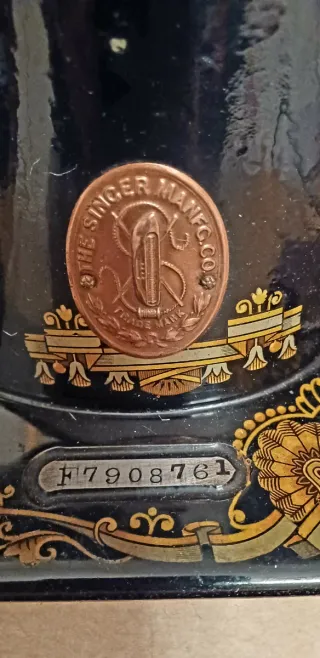 THE SINGER MANFG. CO.
TRADE MARK
F7908761